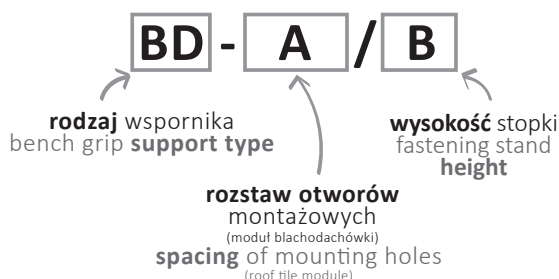 BD - A / B
rodzaj wspornika
bench grip support type
wysokość stopki
fastening stand
height
rozstaw otworów
montażowych
(moduł blachodachówki)
spacing of mounting holes
(roof tile module)